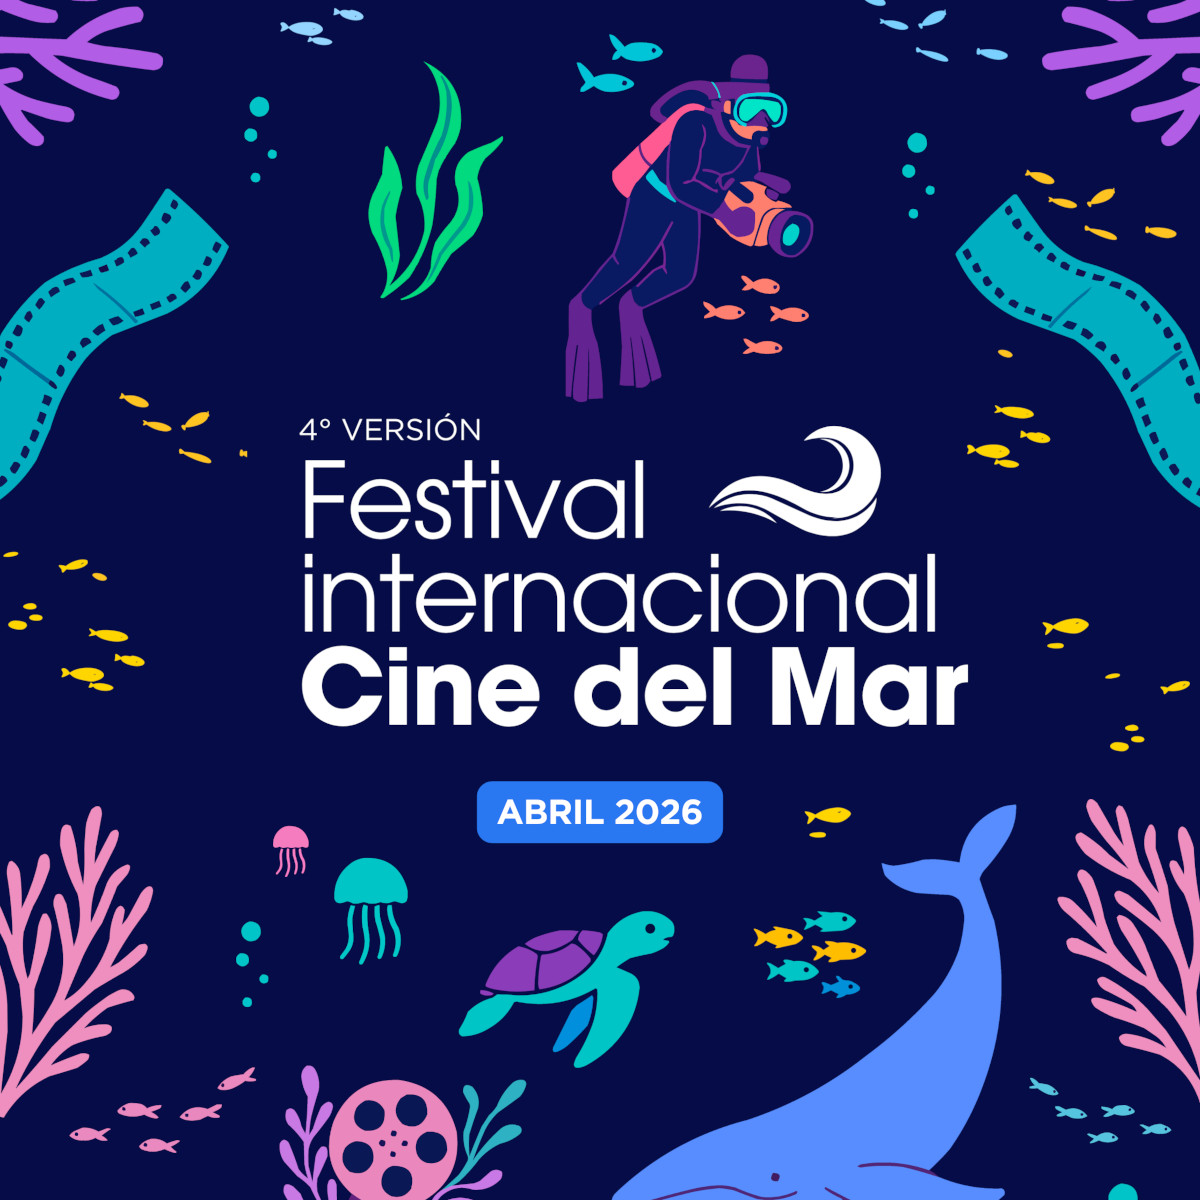 4° VERSIÓN
Festival
internacional
Cine del Mar
ABRIL 2026